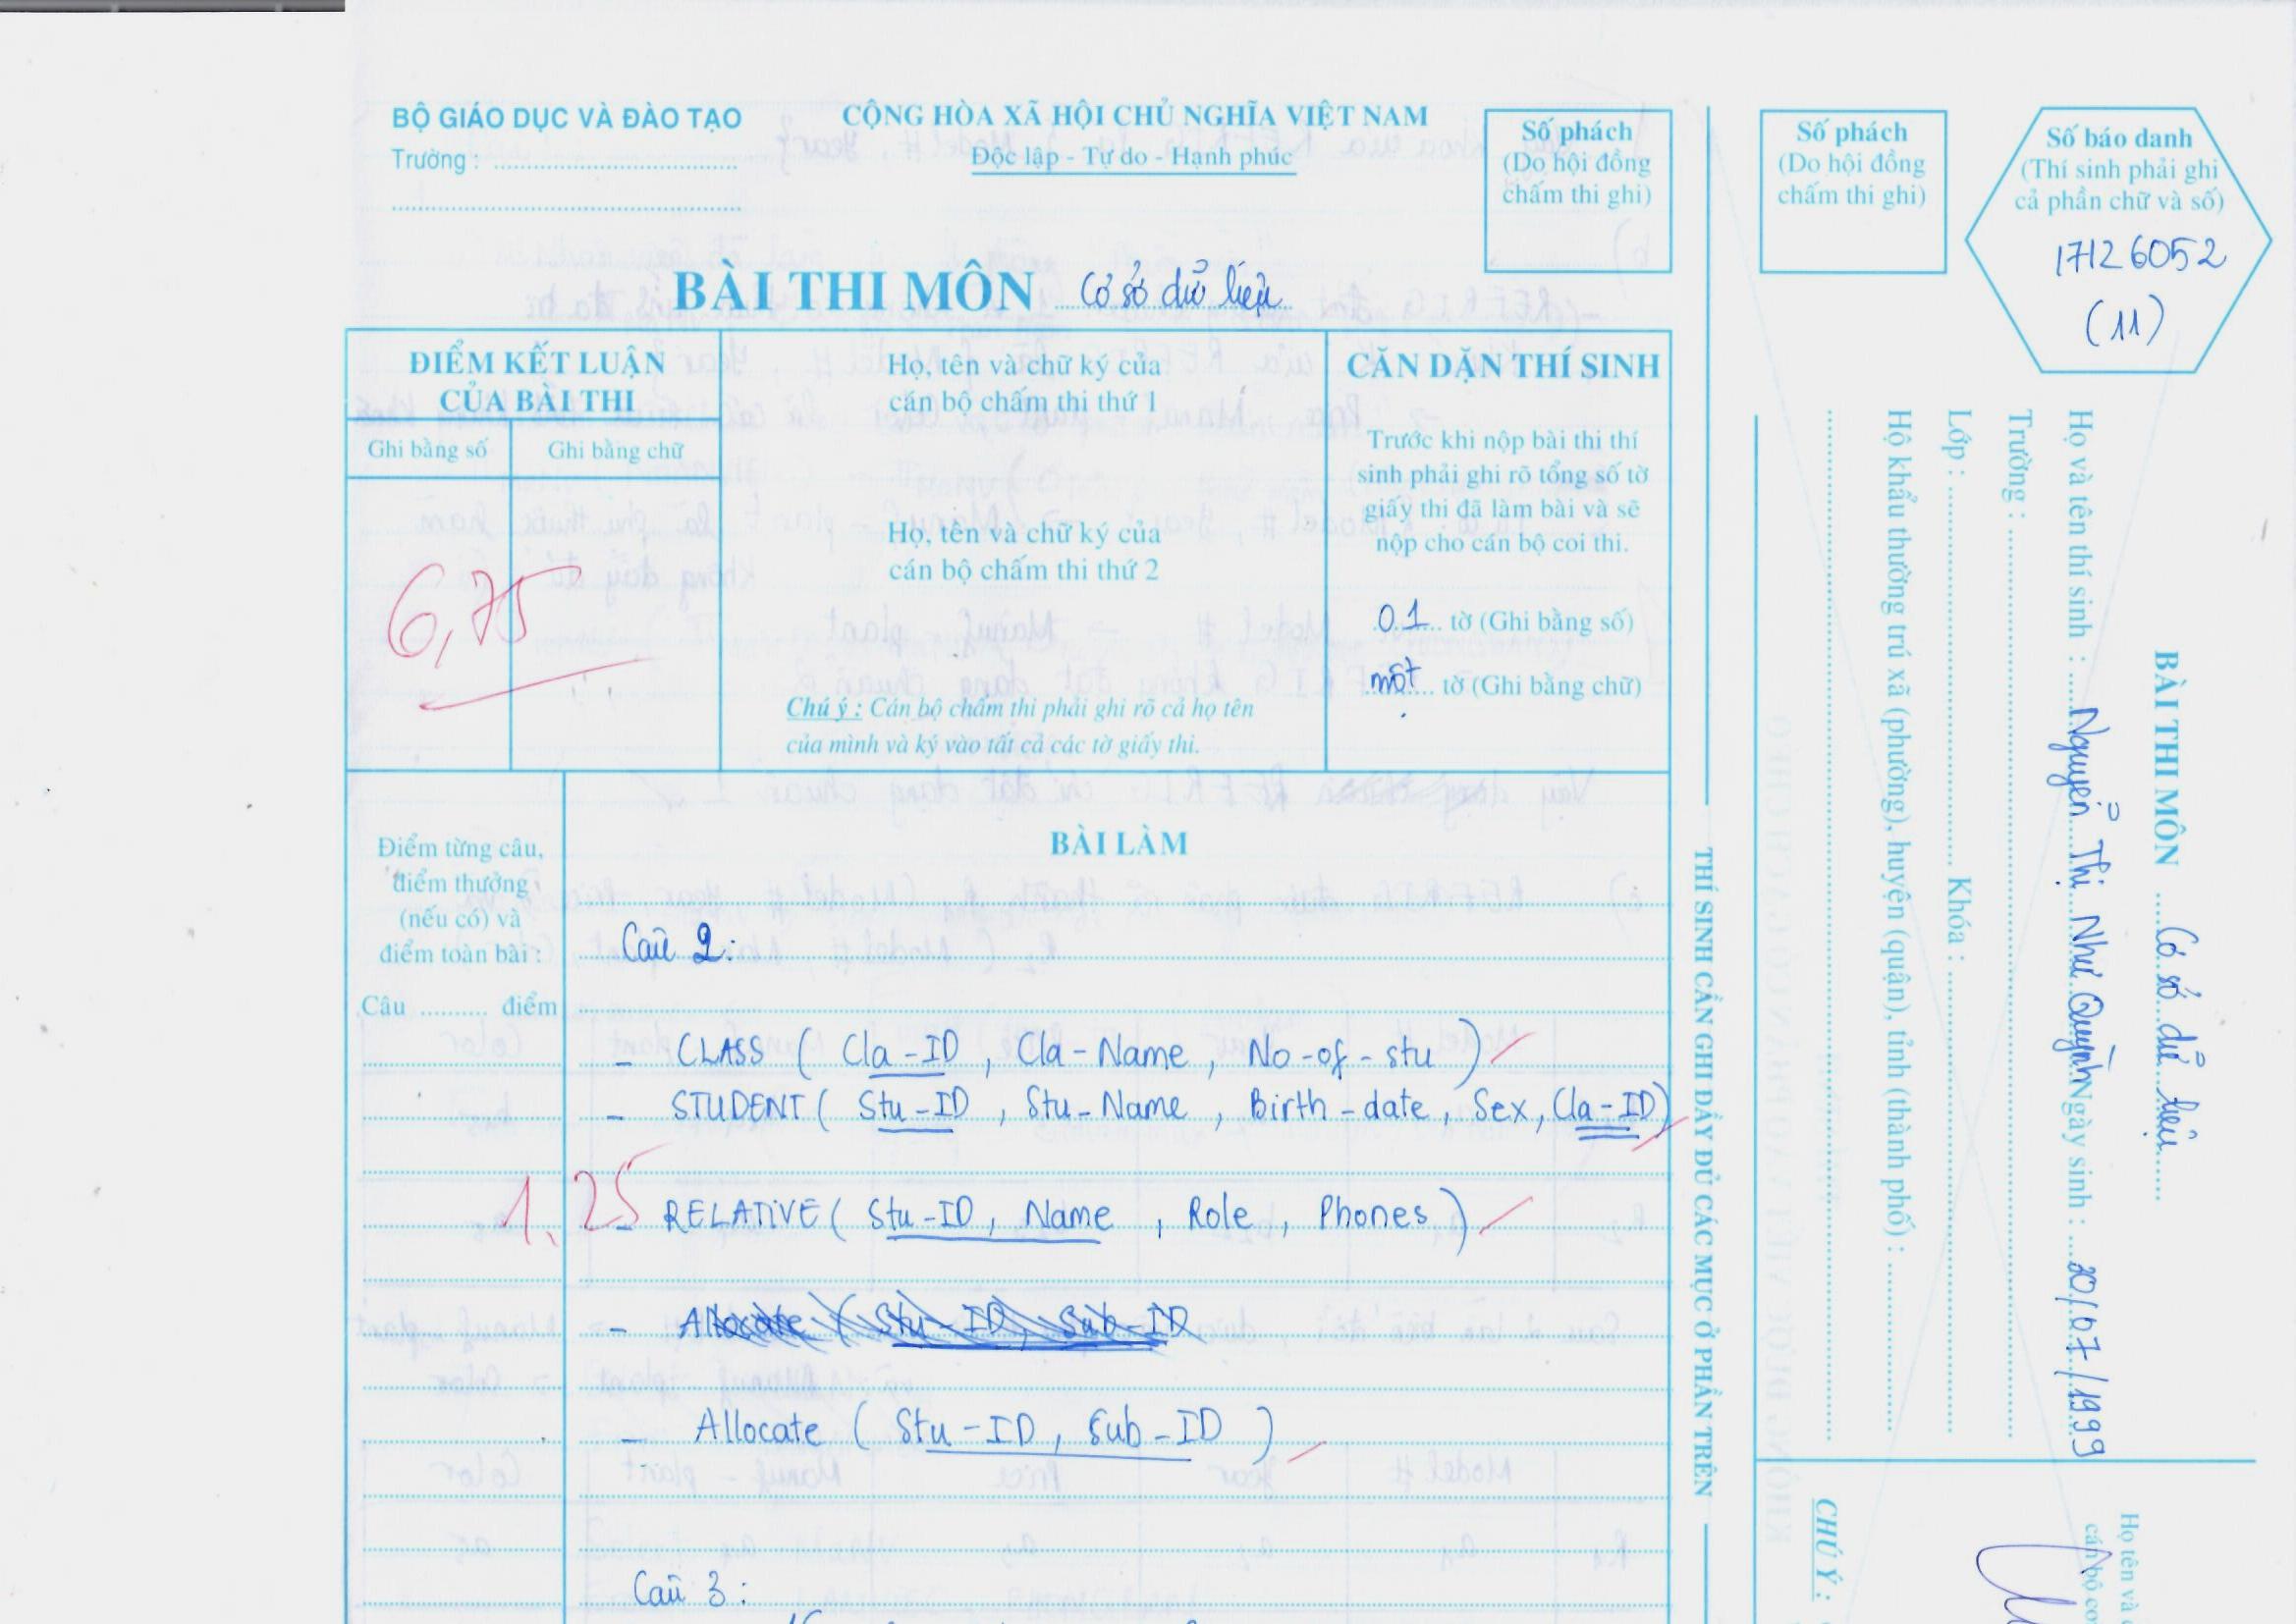 BỘ GIÁO DỤC VÀ ĐÀO TẠO
Trường :
CỘNG HÒA XÃ HỘI CHỦ NGHĨA VIỆT NAM
Độc lập - Tự do - Hạnh phúc
Số phách
(Do hội đồng
chấm thi ghi)
BÀI THI MÔN Cơ sở dữ liệu
ĐIỂM KẾT LUẬN
CỦA BÀI THI
Ghi bằng số
Ghi bằng chữ
6,75
Họ, tên và chữ ký của
cán bộ chấm thi thứ 1
Họ, tên và chữ ký của
cán bộ chấm thi thứ 2
Chú ý : Cán bộ chấm thi phải ghi rõ cả họ tên
của mình và ký vào tất cả các tờ giấy thi.
CĂN DẶN THÍ SINH
Trước khi nộp bài thi thí
sinh phải ghi rõ tổng số tờ
giấy thi đã làm bài và sẽ
nộp cho cán bộ coi thi.
01 tờ (Ghi bằng số)
một tờ (Ghi bằng chữ)
Điểm từng câu,
điểm thưởng
(nếu có) và
điểm toàn bài :
Câu .......... điểm
BÀI LÀM
Câu 2:
- CLASS ( Cla-ID , Cla-Name , No-of-stu )
- STUDENT ( Stu-ID , Stu-Name , Birth-date , Sex, Cla-ID)
1.25
- RELATIVE ( Stu-ID, Name , Role , Phones )
- Allocate ( Stu-ID, Sub-ID
- Allocate ( Stu-ID, Sub-ID )
Câu 3 :
THÍ SINH CẦN GHI ĐẦY ĐỦ CÁC MỤC Ở PHẦN TRÊN
Số phách
(Do hội đồng
chấm thi ghi)
Số báo danh
(Thí sinh phải ghi
cả phần chữ và số)
17126052
(11)
BÀI THI MÔN Cơ sở dữ liệu
Họ và tên thí sinh : Nguyễn Thị Như Quỳnh Ngày sinh : 20/07/1999
Trường :
Lớp : Khóa :
Hộ khẩu thường trú xã (phường), huyện (quận), tỉnh (thành phố) :
Họ tên và
cán bộ co
CHÚ Ý :